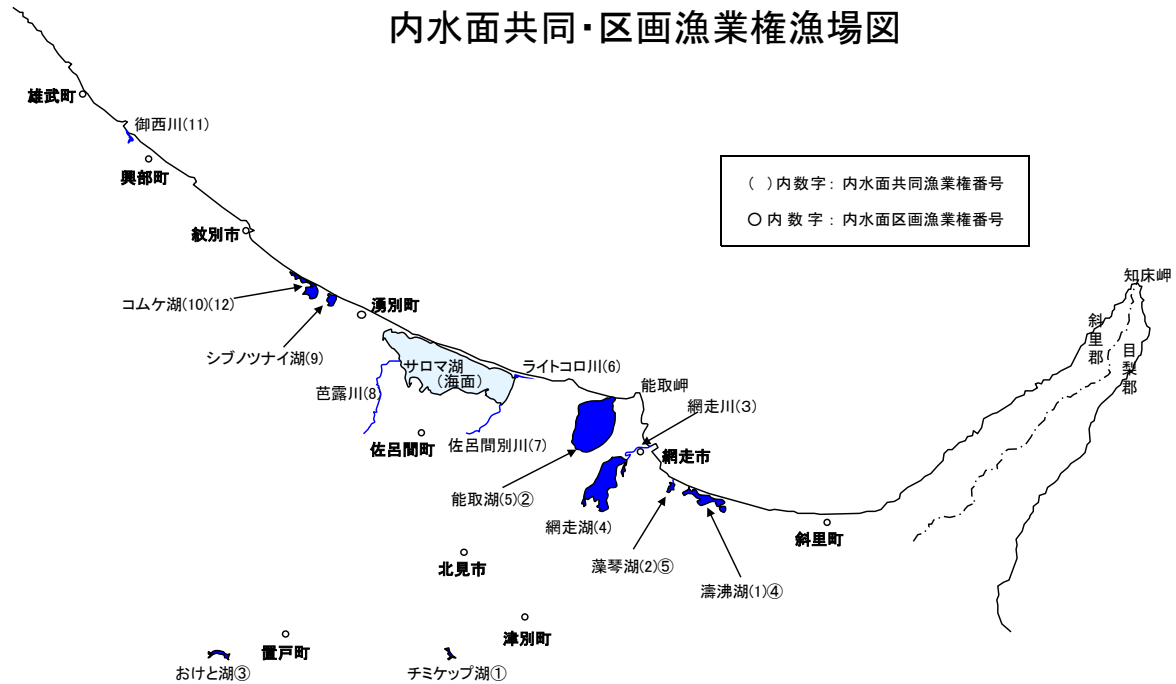 内水面共同・区画漁業権漁場図
雄武町
御西川(11)
興部町
( )内数字：内水面共同漁業権番号
○内数字：内水面区画漁業権番号
紋別市
知床岬
コムケ湖(10)(12)
湧別町
斜里郡
目梨郡
シブノツナイ湖(9)
サロマ湖
(海面)
ライトコロ川(6)
芭露川(8)
能取岬
網走川(3)
佐呂間町
佐呂間別川(7)
網走市
能取湖(5)②
網走湖(4)
斜里町
藻琴湖(2)⑤
北見市
濤沸湖(1)④
津別町
置戸町
おけと湖③
チミケップ湖①